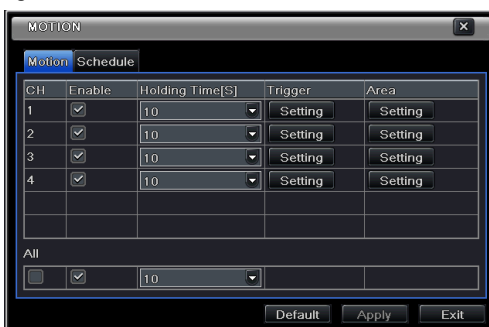 MOTION
Motion Schedule
CH Enable Holding Time[S] Trigger Area
1 10 Setting Setting
2 10 Setting Setting
3 10 Setting Setting
4 10 Setting Setting
All
10
Default Apply Exit